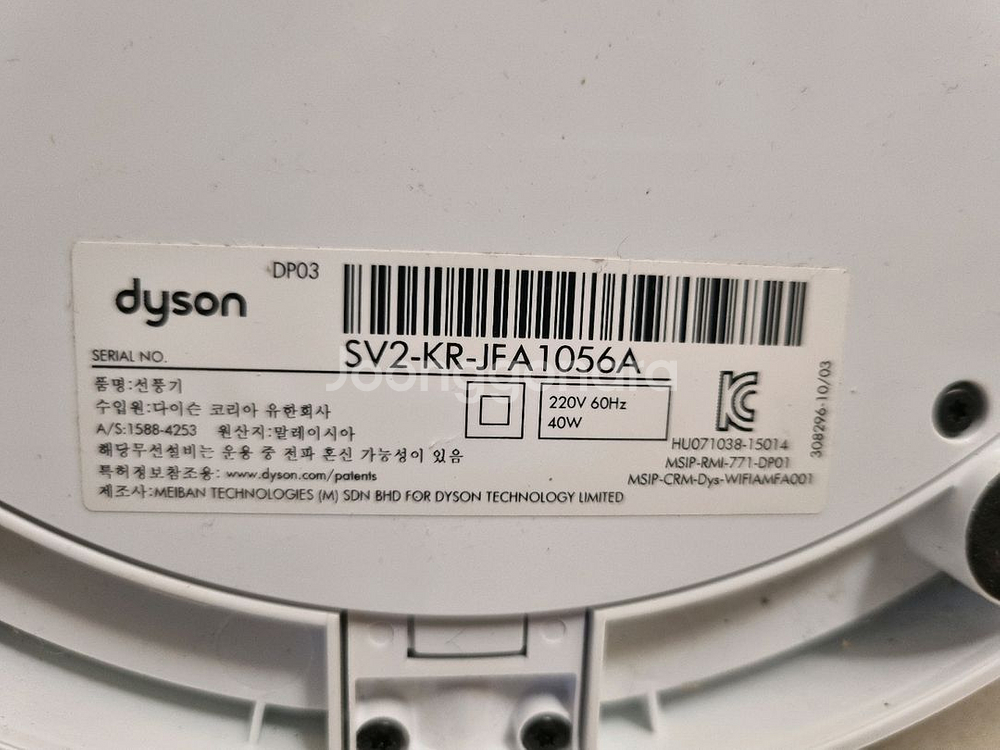 DP03
dyson
SERIAL NO.
SV2-KR-JFA1056A
Joonggonara
품명:선풍기
수입원:다이슨 코리아 유한회사
A/S:1588-4253 원산지:말레이시아
해당무선설비는 운용 중 전파 혼신 가능성이 있음
특허정보참조용: www.dyson.com/patents
제조사:MEIBAN TECHNOLOGIES (M) SDN BHD FOR DYSON TECHNOLOGY LIMITED
220V 60Hz
40W
KC
HU071038-15014
MSIP-RMI-771-DP01
MSIP-CRM-Dys-WIFIAMFA001
308296-10/03